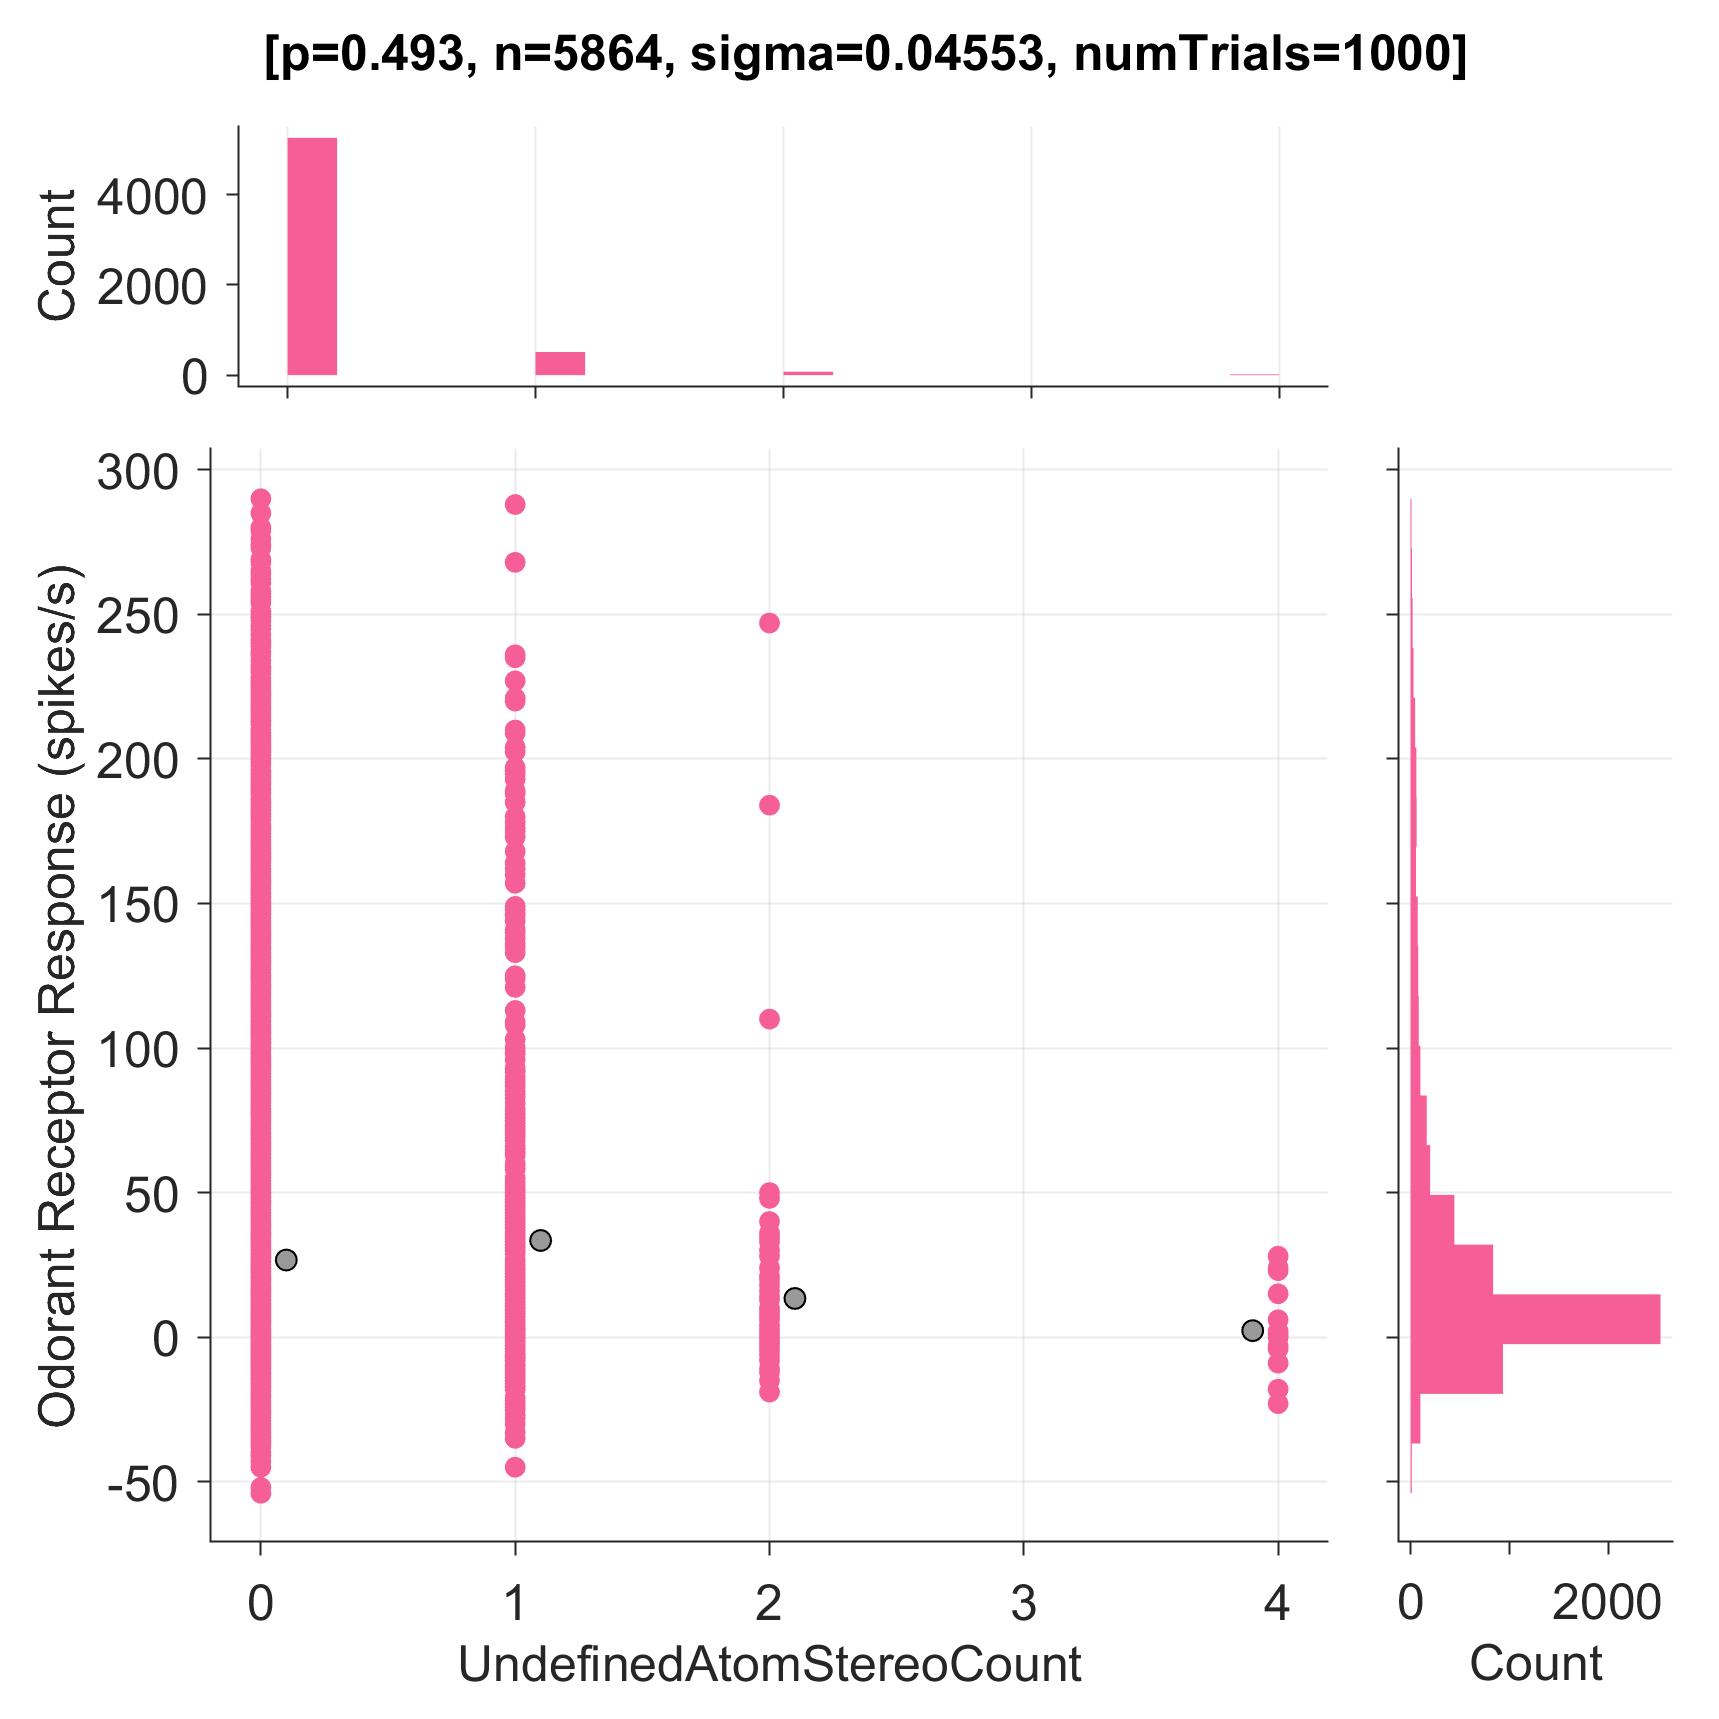 [p=0.493, n=5864, sigma=0.04553, numTrials=1000]
Count
4000
2000
0
Odorant Receptor Response (spikes/s)
300
250
200
150
100
50
0
-50
0 1 2 3 4
UndefinedAtomStereoCount
0 2000
Count